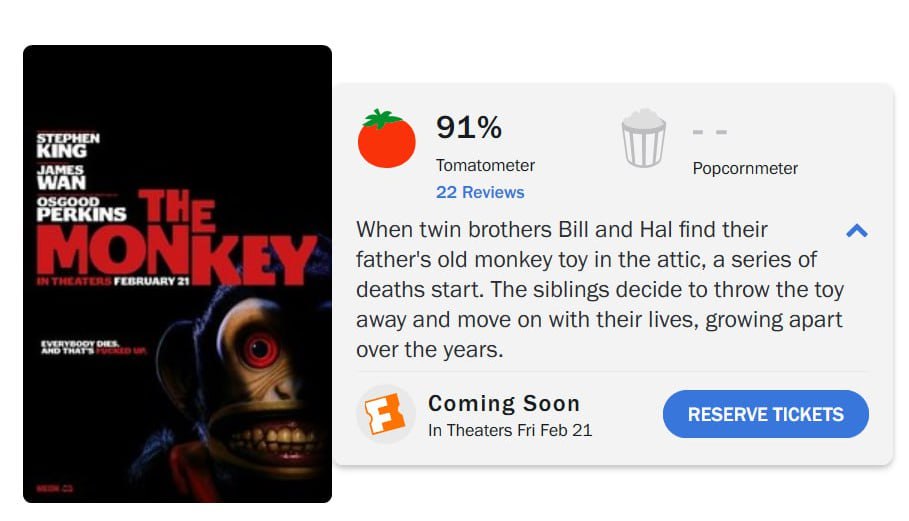 STEPHEN
KING
JAMES
WAN
OSGOOD
PERKINS
THE
MONKEY
IN THEATERS FEBRUARY 21
EVERYBODY DIES.
AND THAT'S FUCKED UP.
91%
Tomatometer
22 Reviews
- -
Popcornmeter
When twin brothers Bill and Hal find their
father's old monkey toy in the attic, a series of
deaths start. The siblings decide to throw the toy
away and move on with their lives, growing apart
over the years.
Coming Soon
In Theaters Fri Feb 21
RESERVE TICKETS